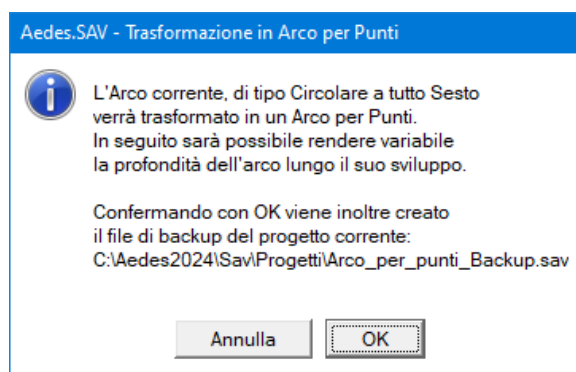 Aedes.SAV - Trasformazione in Arco per Punti
L'Arco corrente, di tipo Circolare a tutto Sesto
verrà trasformato in un Arco per Punti.
In seguito sarà possibile rendere variabile
la profondità dell'arco lungo il suo sviluppo.
Confermando con OK viene inoltre creato
il file di backup del progetto corrente:
C:\Aedes2024\Sav\Progetti\Arco_per_punti_Backup.sav
Annulla OK